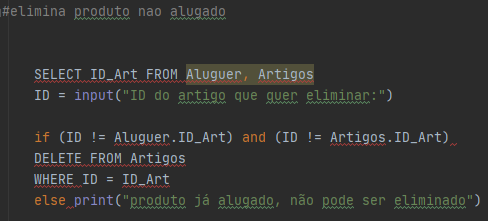 #elimina produto nao alugado
SELECT ID_Art FROM Aluguer, Artigos
ID = input("ID do artigo que quer eliminar:")
if (ID != Aluguer.ID_Art) and (ID != Artigos.ID_Art)
DELETE FROM Artigos
WHERE ID = ID_Art
else print("produto já alugado, não pode ser eliminado")